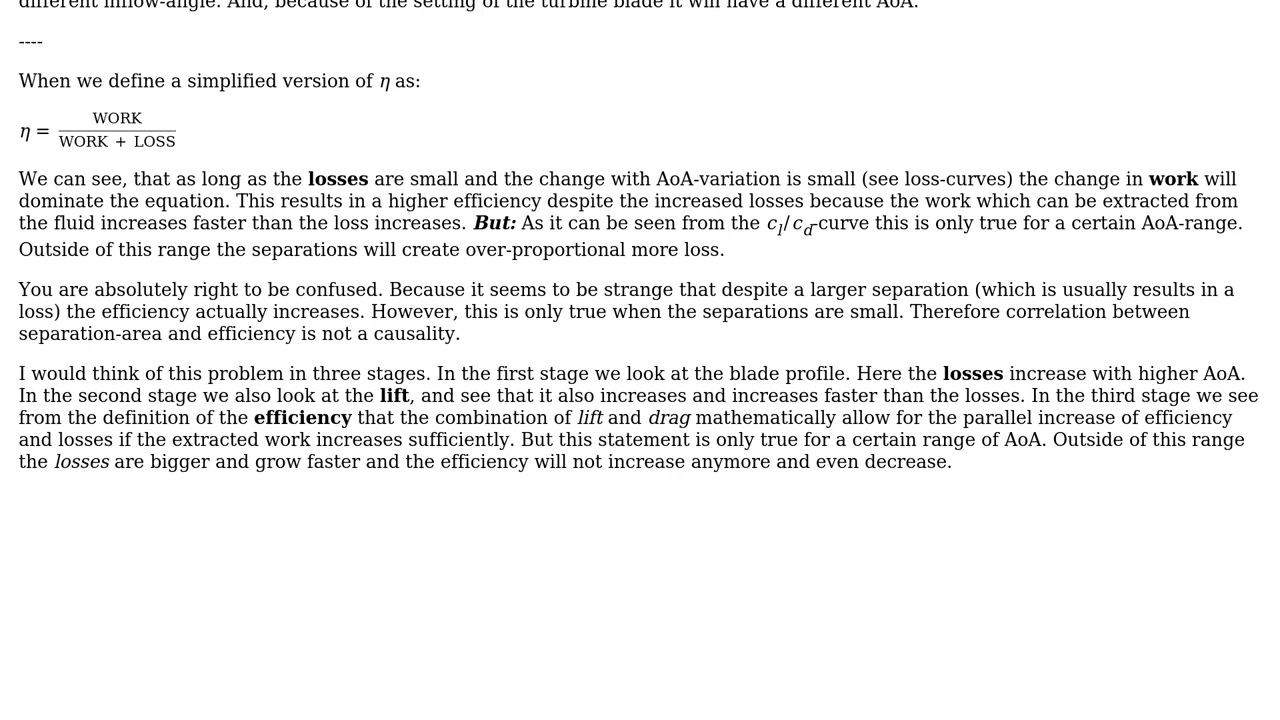 different inflow-angle. And, because of the setting of the turbine blade it will have a different AoA.
----
When we define a simplified version of η as:
η = WORK / WORK + LOSS
We can see, that as long as the losses are small and the change with AoA-variation is small (see loss-curves) the change in work will
dominate the equation. This results in a higher efficiency despite the increased losses because the work which can be extracted from
the fluid increases faster than the loss increases. But: As it can be seen from the c_l/c_d-curve this is only true for a certain AoA-range.
Outside of this range the separations will create over-proportional more loss.
You are absolutely right to be confused. Because it seems to be strange that despite a larger separation (which is usually results in a
loss) the efficiency actually increases. However, this is only true when the separations are small. Therefore correlation between
separation-area and efficiency is not a causality.
I would think of this problem in three stages. In the first stage we look at the blade profile. Here the losses increase with higher AoA.
In the second stage we also look at the lift, and see that it also increases and increases faster than the losses. In the third stage we see
from the definition of the efficiency that the combination of lift and drag mathematically allow for the parallel increase of efficiency
and losses if the extracted work increases sufficiently. But this statement is only true for a certain range of AoA. Outside of this range
the losses are bigger and grow faster and the efficiency will not increase anymore and even decrease.